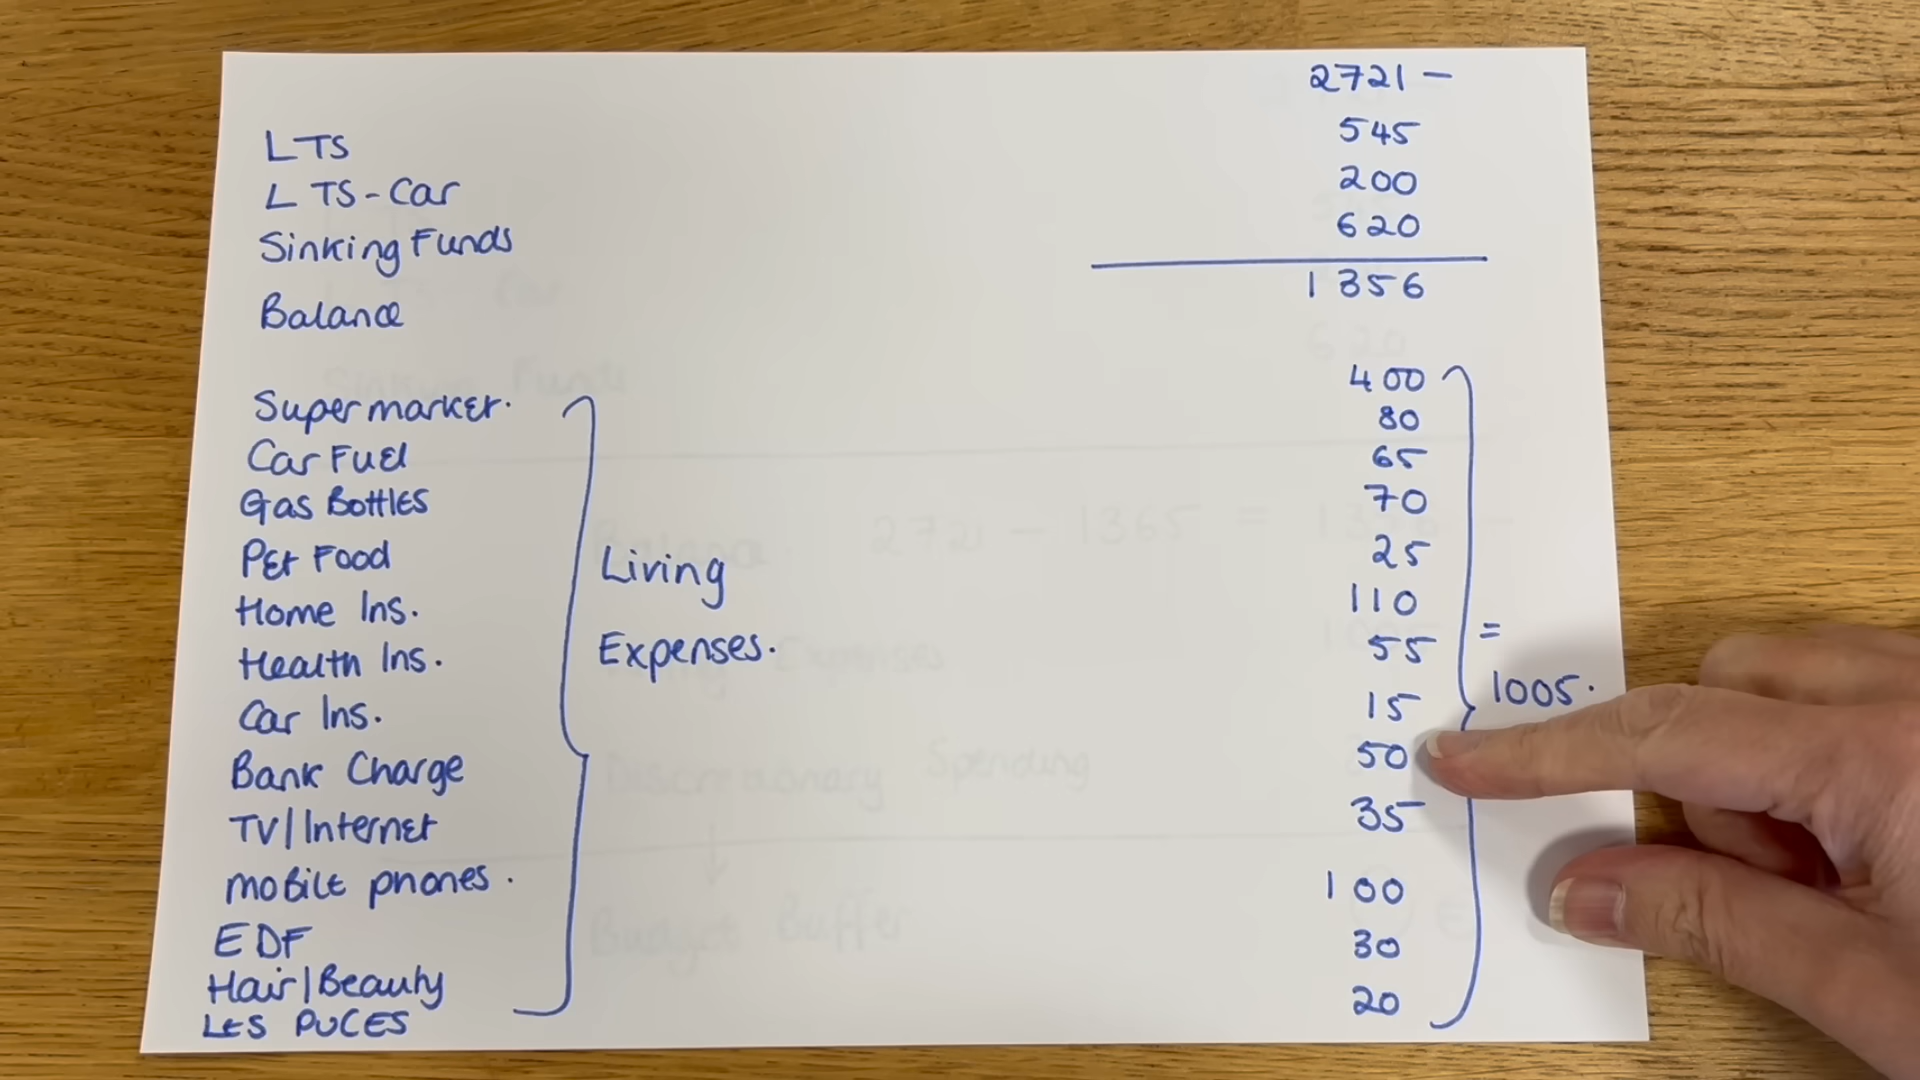 2721 -
LTS 545
LTS-Car 200
Sinking Funds 620
Balance 1356
Supermarket. 400
Car Fuel 80
Gas Bottles 65
Pet Food 70
Home Ins. 25
Health Ins. 110
Car Ins. 55
Bank Charge 15
TV/Internet 50
mobile phones. 35
EDF 100
Hair/Beauty 30
LES PUCES 20
Living
Expenses.
=
1005.